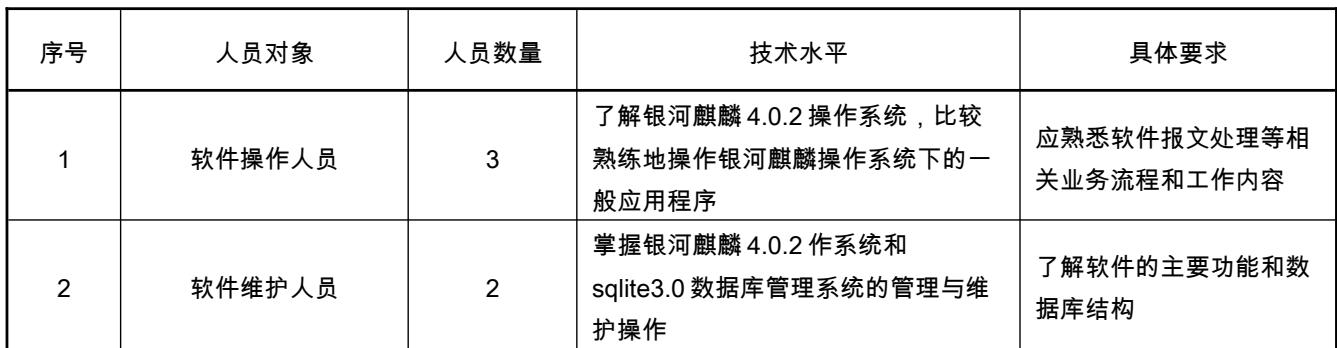 序号 人员对象 人员数量 技术水平 具体要求
1 软件操作人员 3 了解银河麒麟 4.0.2 操作系统，比较
熟练地操作银河麒麟操作系统下的一
般应用程序
应熟悉软件报文处理等相
关业务流程和工作内容
2 软件维护人员 2 掌握银河麒麟 4.0.2 作系统和
sqlite3.0 数据库管理系统的管理与维
护操作
了解软件的主要功能和数
据库结构